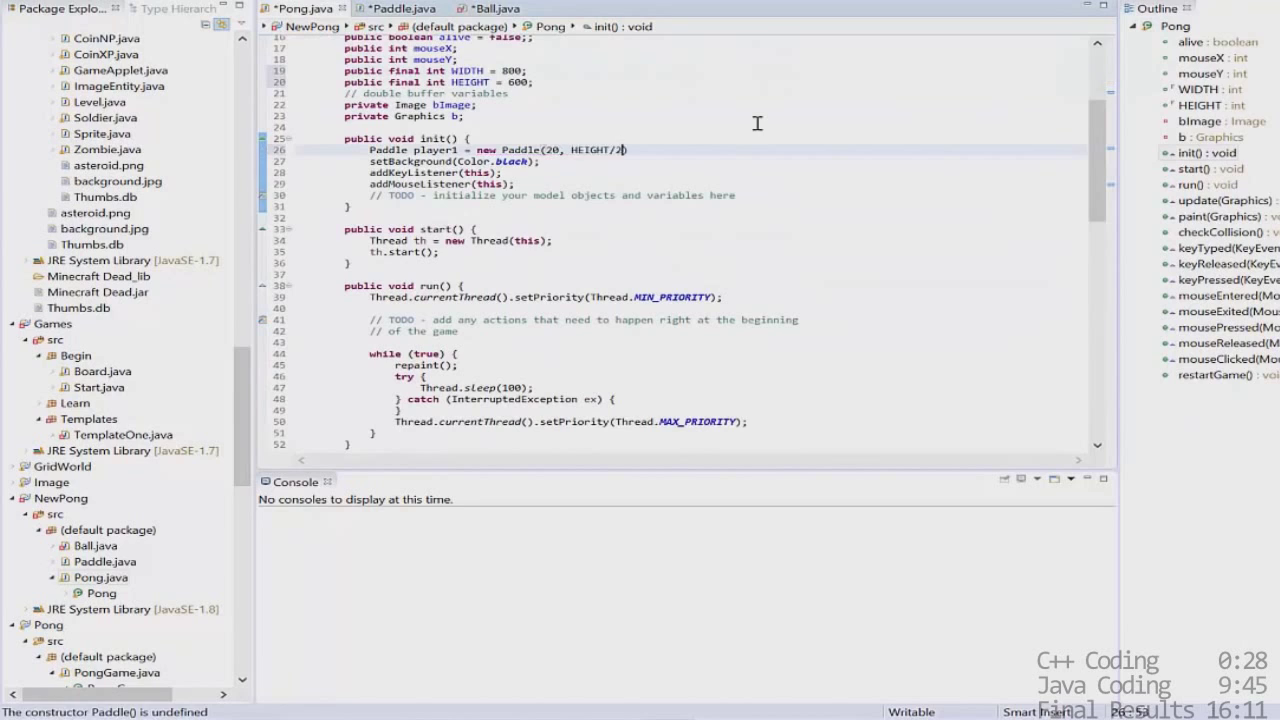 Package Explo...
Type Hierarch
CoinNP.java
CoinXP.java
GameApplet.java
ImageEntity.java
Level.java
Soldier.java
Sprite.java
Zombie.java
asteroid.png
background.jpg
Thumbs.db
asteroid.png
background.jpg
Thumbs.db
JRE System Library [JavaSE-1.7]
Minecraft Dead_lib
Minecraft Dead.jar
Thumbs.db
Games
src
Begin
Board.java
Start.java
Learn
Templates
TemplateOne.java
JRE System Library [JavaSE-1.7]
GridWorld
Image
NewPong
src
(default package)
Ball.java
Paddle.java
Pong.java
Pong
JRE System Library [JavaSE-1.8]
Pong
src
(default package)
PongGame.java
*Pong.java
*Paddle.java
*Ball.java
NewPong
src
(default package)
Pong
init() : void
16 public boolean alive = false;;
17 public int mouseX;
18 public int mouseY;
19 public final int WIDTH = 800;
20 public final int HEIGHT = 600;
21 // double buffer variables
22 private Image bImage;
23 private Graphics b;
24
25 public void init() {
26 Paddle player1 = new Paddle(20, HEIGHT/2)
27 setBackground(Color.black);
28 addKeyListener(this);
29 addMouseListener(this);
30 // TODO - initialize your model objects and variables here
31 }
32
33 public void start() {
34 Thread th = new Thread(this);
35 th.start();
36 }
37
38 public void run() {
39 Thread.currentThread().setPriority(Thread.MIN_PRIORITY);
40
41 // TODO - add any actions that need to happen right at the beginning
42 // of the game
43
44 while (true) {
45 repaint();
46 try {
47 Thread.sleep(100);
48 } catch (InterruptedException ex) {
49 }
50 Thread.currentThread().setPriority(Thread.MAX_PRIORITY);
51 }
52 }
Console
No consoles to display at this time.
Outline
Pong
alive : boolean
mouseX : int
mouseY : int
WIDTH : int
HEIGHT : int
bImage : Image
b : Graphics
init() : void
start() : void
run() : void
update(Graphics)
paint(Graphics) :
checkCollision() :
keyTyped(KeyEven
keyReleased(KeyE
keyPressed(KeyEv
mouseEntered(Mo
mouseExited(Mou
mousePressed(Mo
mouseReleased(M
mouseClicked(Mo
restartGame() : vo
C++ Coding 0:28
Java Coding 9:45
Final Results 16:11
The constructor Paddle() is undefined
Writable
Smart Insert